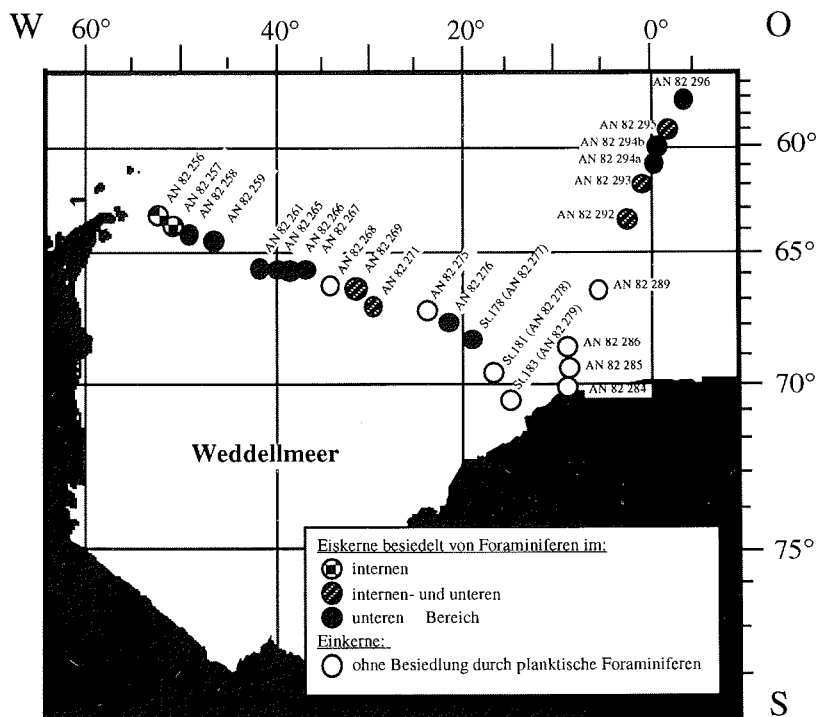 W 60° 40° 20° 0° O
AN 82 296
AN 82 295
60°
AN 82 294b
AN 82 294a
AN 82 293
AN 82 292
AN 82 256
AN 82 257
AN 82 258
AN 82 259
AN 82 261
AN 82 265
AN 82 266
AN 82 267
AN 82 268
AN 82 269
AN 82 271
AN 82 275
AN 82 276
St.178 (AN 82 277)
St.181 (AN 82 278)
St.183 (AN 82 279)
65°
AN 82 289
AN 82 286
AN 82 285
AN 82 284
70°
Weddellmeer
75°
Eiskerne besiedelt von Foraminiferen im:
internen
internen- und unteren
unteren Bereich
Einkerne:
ohne Besiedlung durch planktische Foraminiferen
S